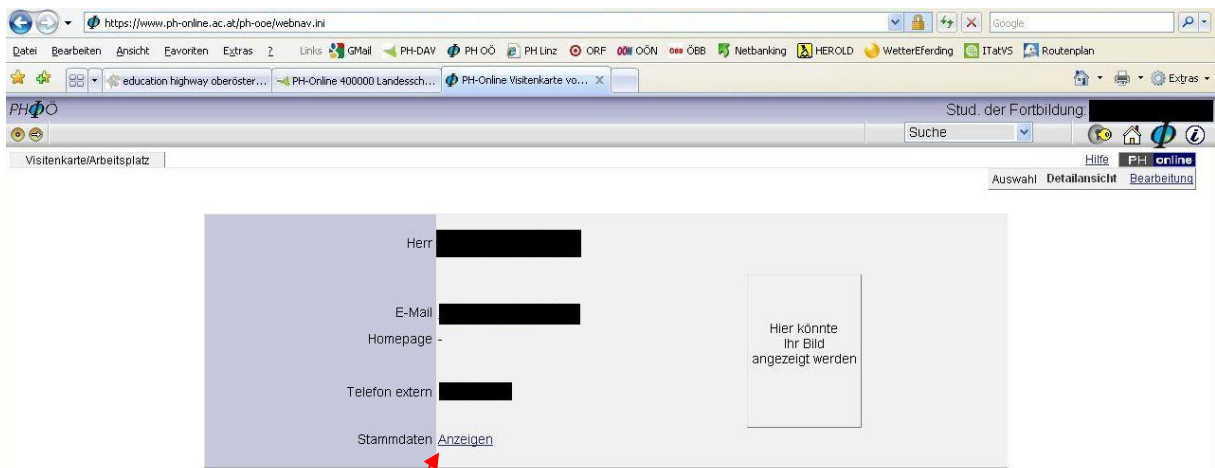 https://www.ph-online.ac.at/ph-ooe/webnav.ini
Google
Datei Bearbeiten Ansicht Favoriten Extras ? Links GMail PH-DAV PH OÖ PH Linz ORF OÖN ÖBB Netbanking HEROLD WetterEferding ITatVS Routenplan
education highway oberöster... PH-Online 400000 Landessch... PH-Online Visitenkarte vo... Extras
PHΦÖ Stud. der Fortbildung:
Suche
Visitenkarte/Arbeitsplatz Hilfe PH online
Auswahl Detailansicht Bearbeitung
Herr
E-Mail
Homepage -
Hier könnte
Ihr Bild
angezeigt werden
Telefon extern
Stammdaten Anzeigen